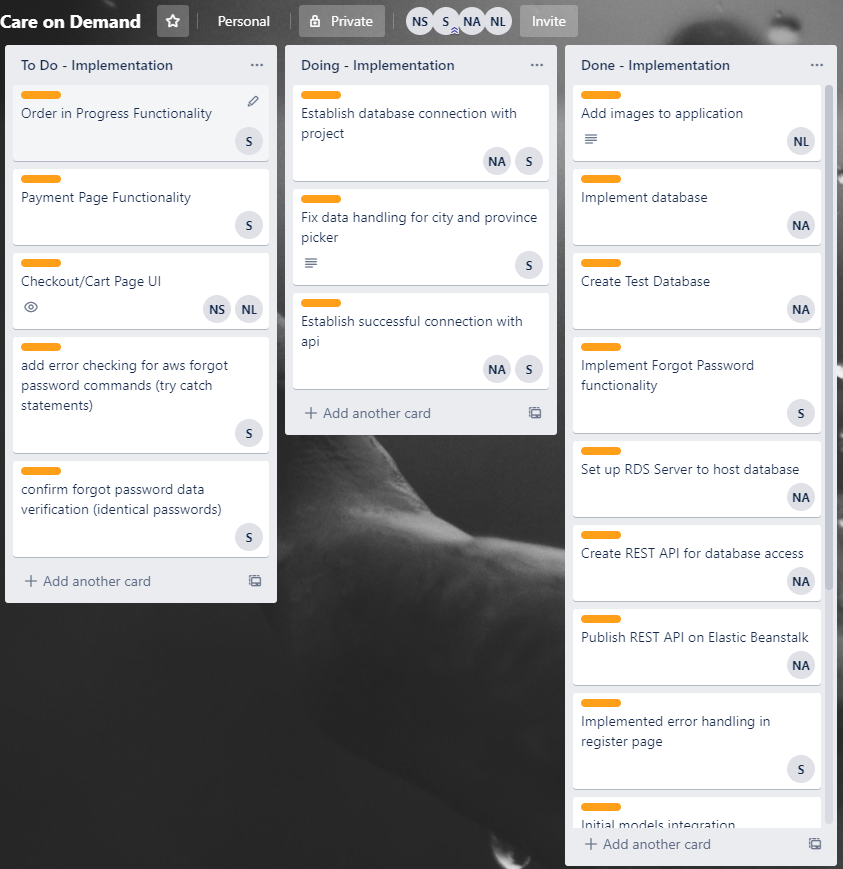 Care on Demand
Personal
Private
NS S NA NL
Invite
To Do - Implementation
Order in Progress Functionality
S
Payment Page Functionality
S
Checkout/Cart Page UI
NS NL
add error checking for aws forgot
password commands (try catch
statements)
S
confirm forgot password data
verification (identical passwords)
S
Add another card
Doing - Implementation
Establish database connection with
project
NA S
Fix data handling for city and province
picker
S
Establish successful connection with
api
NA S
Add another card
Done - Implementation
Add images to application
NL
Implement database
NA
Create Test Database
NA
Implement Forgot Password
functionality
S
Set up RDS Server to host database
NA
Create REST API for database access
NA
Publish REST API on Elastic Beanstalk
NA
Implemented error handling in
register page
S
Initial models integration
Add another card